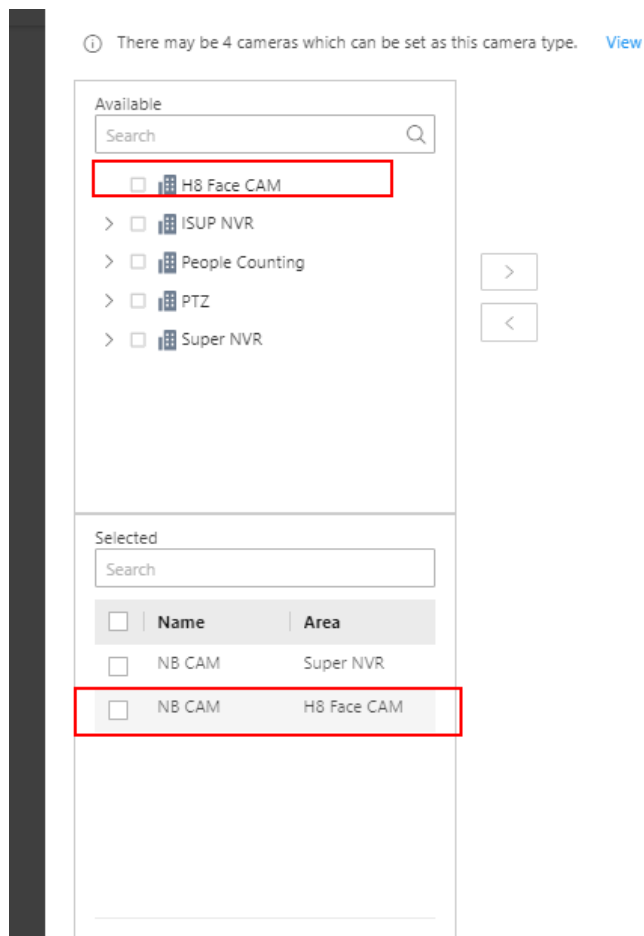 There may be 4 cameras which can be set as this camera type. View
Available
Search
H8 Face CAM
ISUP NVR
People Counting
PTZ
Super NVR
Selected
Search
Name Area
NB CAM Super NVR
NB CAM H8 Face CAM